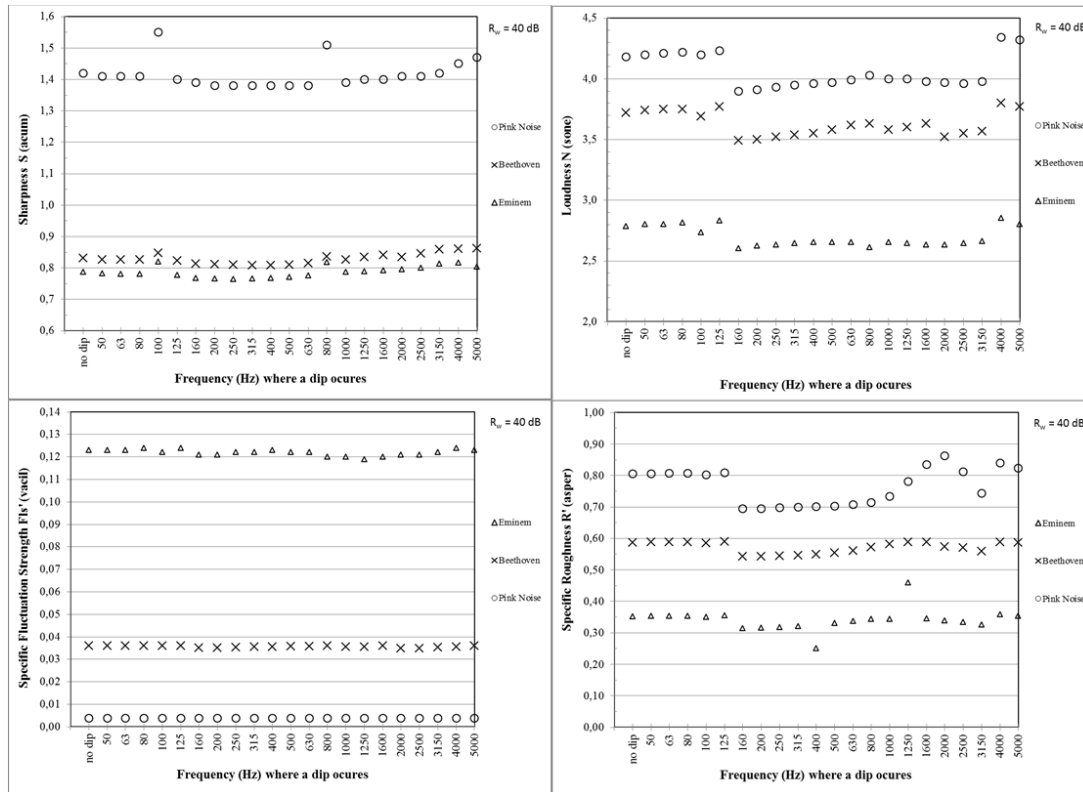 1,6
1,5
1,4
1,3
1,2
1,1
1,0
0,9
0,8
0,7
0,6
Sharpness S (acum)
R_w = 40 dB
Pink Noise
Beethoven
Eminem
no dip 50 63 80 100 125 160 200 250 315 400 500 630 800 1000 1250 1600 2000 2500 3150 4000 5000
Frequency (Hz) where a dip ocures
4,5
4,0
3,5
3,0
2,5
2,0
Loudness N (sone)
R_w = 40 dB
Pink Noise
Beethoven
Eminem
no dip 50 63 80 100 125 160 200 250 315 400 500 630 800 1000 1250 1600 2000 2500 3150 4000 5000
Frequency (Hz) where a dip ocures
0,14
0,13
0,12
0,11
0,10
0,09
0,08
0,07
0,06
0,05
0,04
0,03
0,02
0,01
0,00
Specific Fluctuation Strength Fls' (vacil)
R_w = 40 dB
Eminem
Beethoven
Pink Noise
no dip 50 63 80 100 125 160 200 250 315 400 500 630 800 1000 1250 1600 2000 2500 3150 4000 5000
Frequency (Hz) where a dip ocures
1,00
0,90
0,80
0,70
0,60
0,50
0,40
0,30
0,20
0,10
0,00
Specific Roughness R' (asper)
R_w = 40 dB
Eminem
Beethoven
Pink Noise
no dip 50 63 80 100 125 160 200 250 315 400 500 630 800 1000 1250 1600 2000 2500 3150 4000 5000
Frequency (Hz) where a dip ocures